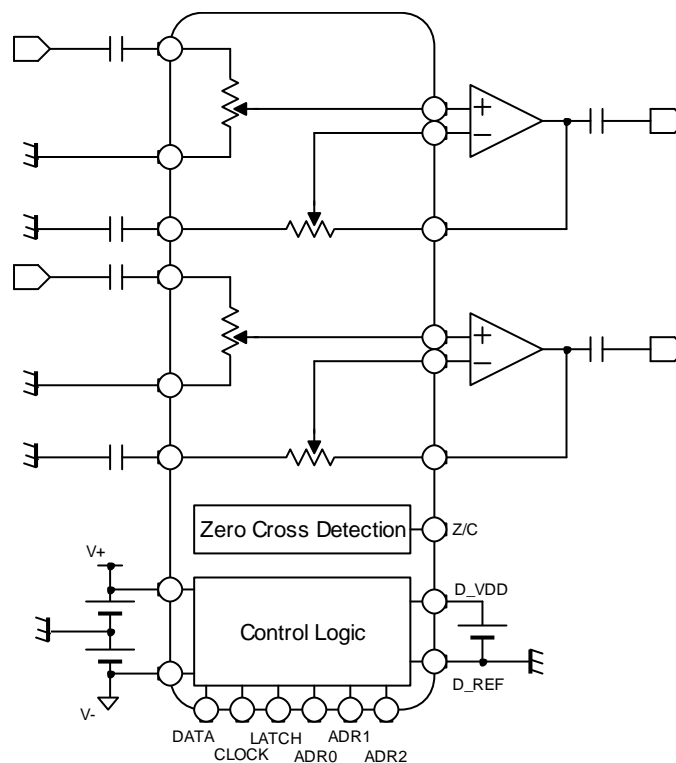 +
−
+
−
Zero Cross Detection
Z/C
V+
D_VDD
Control Logic
D_REF
V-
DATA
CLOCK
LATCH
ADR0
ADR1
ADR2